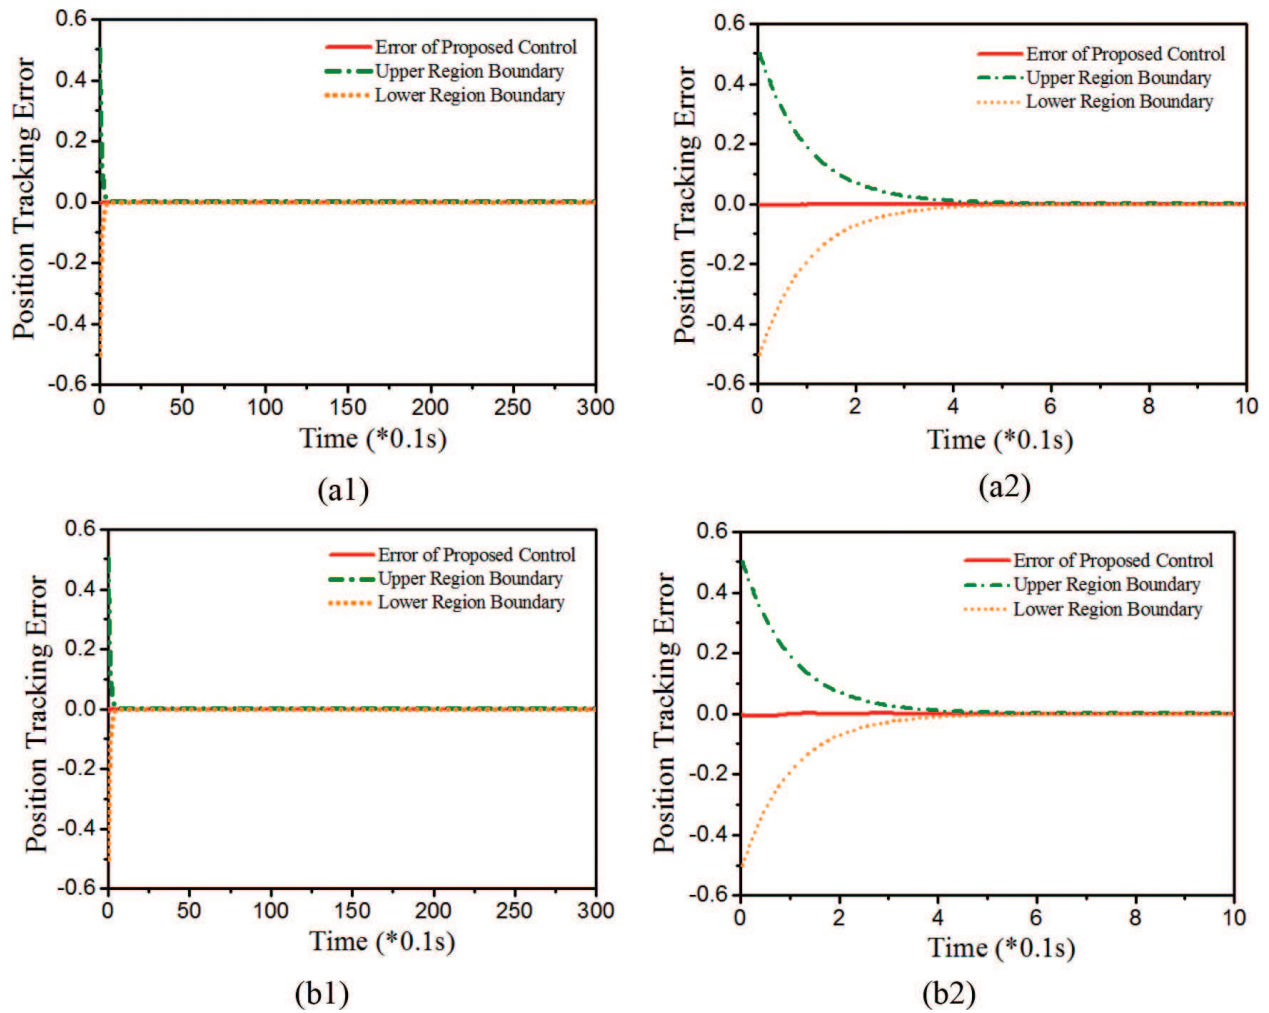 0.6
0.4
0.2
0.0
-0.2
-0.4
-0.6
Position Tracking Error
Error of Proposed Control
Upper Region Boundary
Lower Region Boundary
0 50 100 150 200 250 300
Time (*0.1s)
(a1)
0.6
0.4
0.2
0.0
-0.2
-0.4
-0.6
Position Tracking Error
Error of Proposed Control
Upper Region Boundary
Lower Region Boundary
0 2 4 6 8 10
Time (*0.1s)
(a2)
0.6
0.4
0.2
0.0
-0.2
-0.4
-0.6
Position Tracking Error
Error of Proposed Control
Upper Region Boundary
Lower Region Boundary
0 50 100 150 200 250 300
Time (*0.1s)
(b1)
0.6
0.4
0.2
0.0
-0.2
-0.4
-0.6
Position Tracking Error
Error of Proposed Control
Upper Region Boundary
Lower Region Boundary
0 2 4 6 8 10
Time (*0.1s)
(b2)